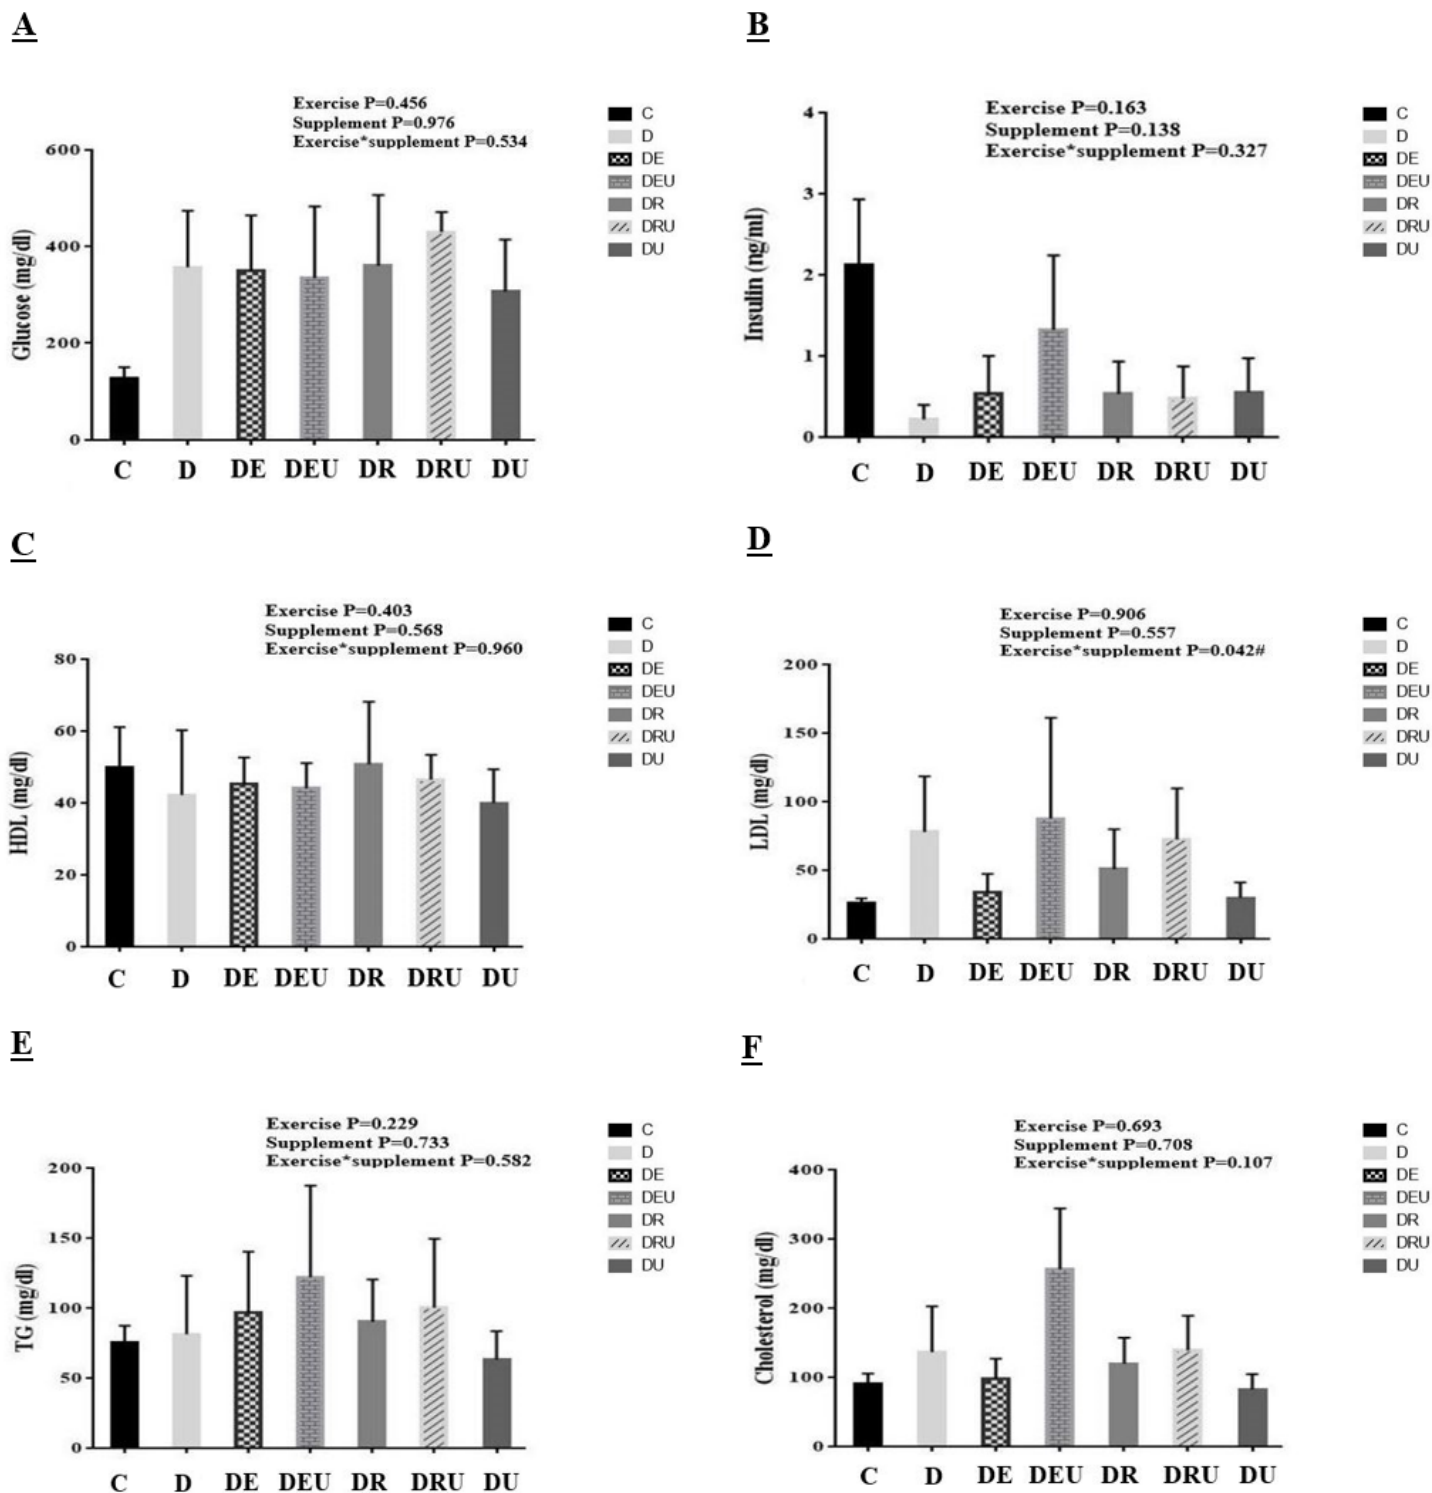 A
Exercise P=0.456
Supplement P=0.976
Exercise*supplement P=0.534
Glucose (mg/dl)
600
400
200
0
C D DE DEU DR DRU DU
C
D
DE
DEU
DR
DRU
DU
B
Exercise P=0.163
Supplement P=0.138
Exercise*supplement P=0.327
Insulin (ng/ml)
4
3
2
1
0
C D DE DEU DR DRU DU
C
D
DE
DEU
DR
DRU
DU
C
Exercise P=0.403
Supplement P=0.568
Exercise*supplement P=0.960
HDL (mg/dl)
80
60
40
20
0
C D DE DEU DR DRU DU
C
D
DE
DEU
DR
DRU
DU
D
Exercise P=0.906
Supplement P=0.557
Exercise*supplement P=0.042#
LDL (mg/dl)
200
150
100
50
0
C D DE DEU DR DRU DU
C
D
DE
DEU
DR
DRU
DU
E
Exercise P=0.229
Supplement P=0.733
Exercise*supplement P=0.582
TG (mg/dl)
200
150
100
50
0
C D DE DEU DR DRU DU
C
D
DE
DEU
DR
DRU
DU
F
Exercise P=0.693
Supplement P=0.708
Exercise*supplement P=0.107
Cholesterol (mg/dl)
400
300
200
100
0
C D DE DEU DR DRU DU
C
D
DE
DEU
DR
DRU
DU